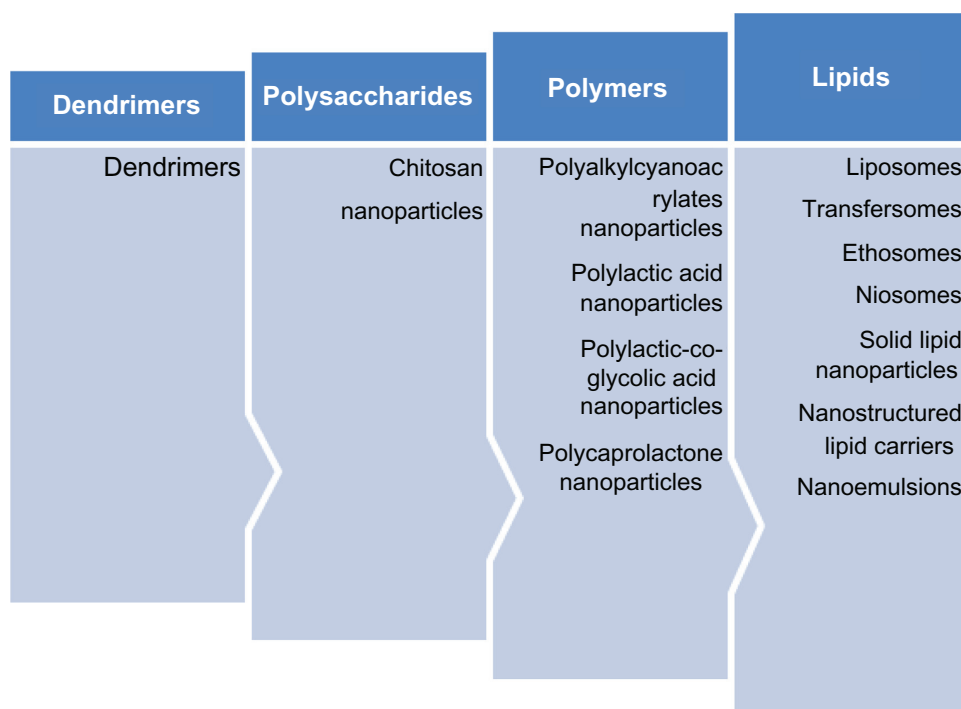 Dendrimers
Dendrimers
Polysaccharides
Chitosan
nanoparticles
Polymers
Polyalkylcyanoac
rylates
nanoparticles
Polylactic acid
nanoparticles
Polylactic-co-
glycolic acid
nanoparticles
Polycaprolactone
nanoparticles
Lipids
Liposomes
Transfersomes
Ethosomes
Niosomes
Solid lipid
nanoparticles
Nanostructured
lipid carriers
Nanoemulsions